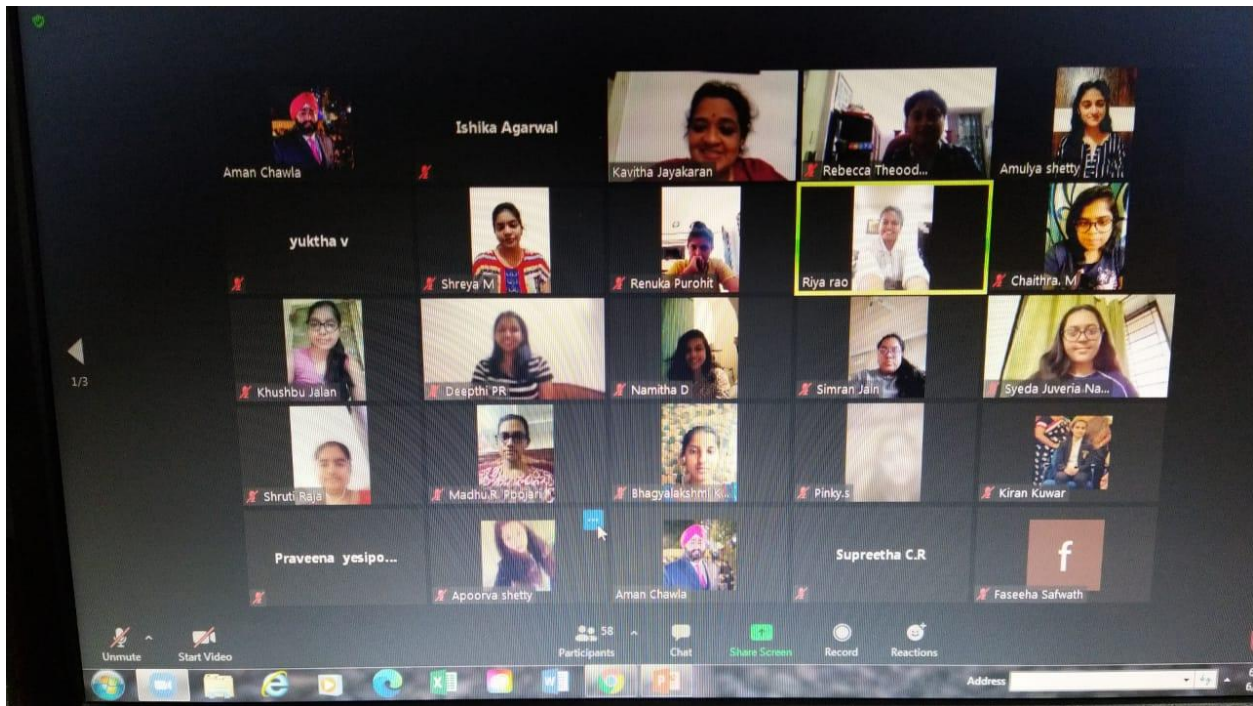 Aman Chawla
Ishika Agarwal
Kavitha Jayakaran
Rebecca Theood...
Amulya shetty
yuktha v
Shreya M
Renuka Purohit
Riya rao
Chaithra. M
Khushbu Jalan
Deepthi PR
Namitha D
Simran Jain
Syeda Juveria Na...
1/3
Shruti Raja
Madhu.R. Poojari
Bhagyalakshmi K...
Pinky.s
Kiran Kuwar
Praveena yesipo...
Apoorva shetty
Aman Chawla
Supreetha C.R
f
Faseeha Safwath
Unmute
Start Video
58
Participants
Chat
Share Screen
Record
Reactions
Address